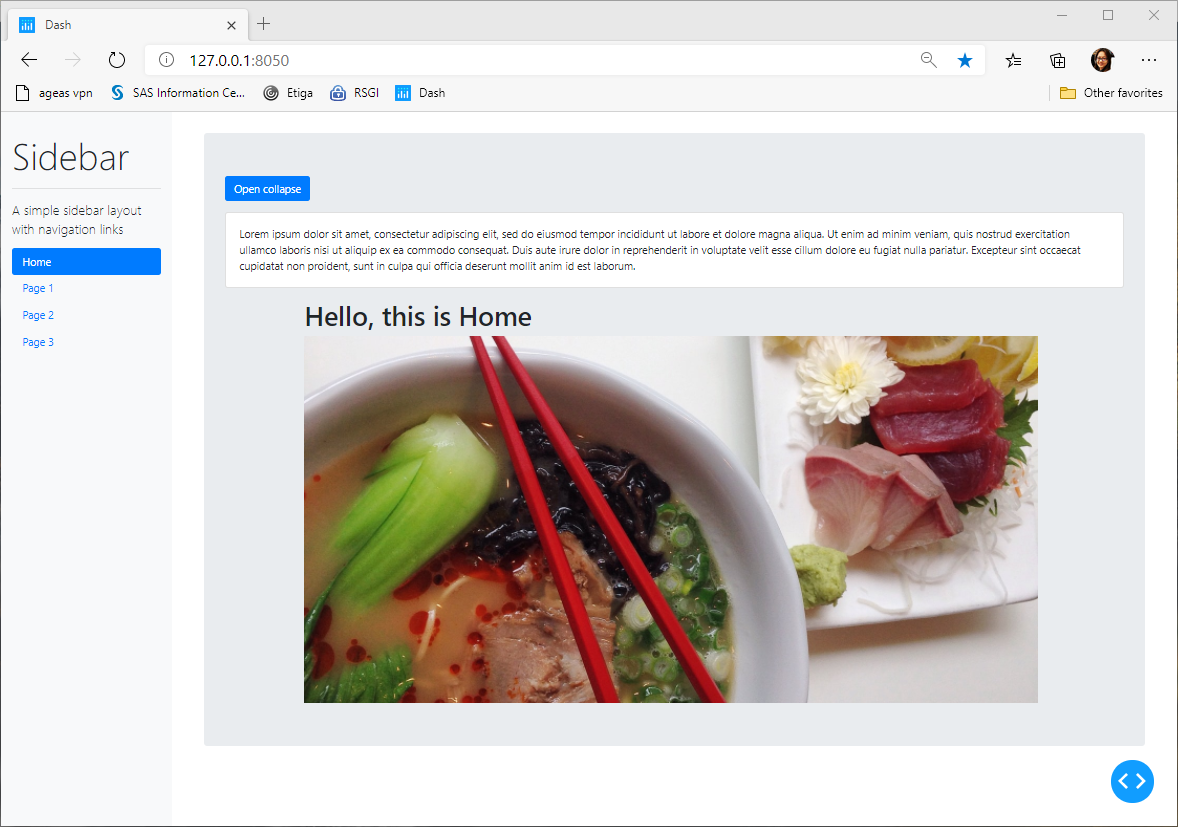 Dash
127.0.0.1:8050
ageas vpn
SAS Information Ce...
Etiqa
RSGI
Dash
Other favorites
Sidebar
A simple sidebar layout
with navigation links
Home
Page 1
Page 2
Page 3
Open collapse
Lorem ipsum dolor sit amet, consectetur adipiscing elit, sed do eiusmod tempor incididunt ut labore et dolore magna aliqua. Ut enim ad minim veniam, quis nostrud exercitation
ullamco laboris nisi ut aliquip ex ea commodo consequat. Duis aute irure dolor in reprehenderit in voluptate velit esse cillum dolore eu fugiat nulla pariatur. Excepteur sint occaecat
cupidatat non proident, sunt in culpa qui officia deserunt mollit anim id est laborum.
Hello, this is Home